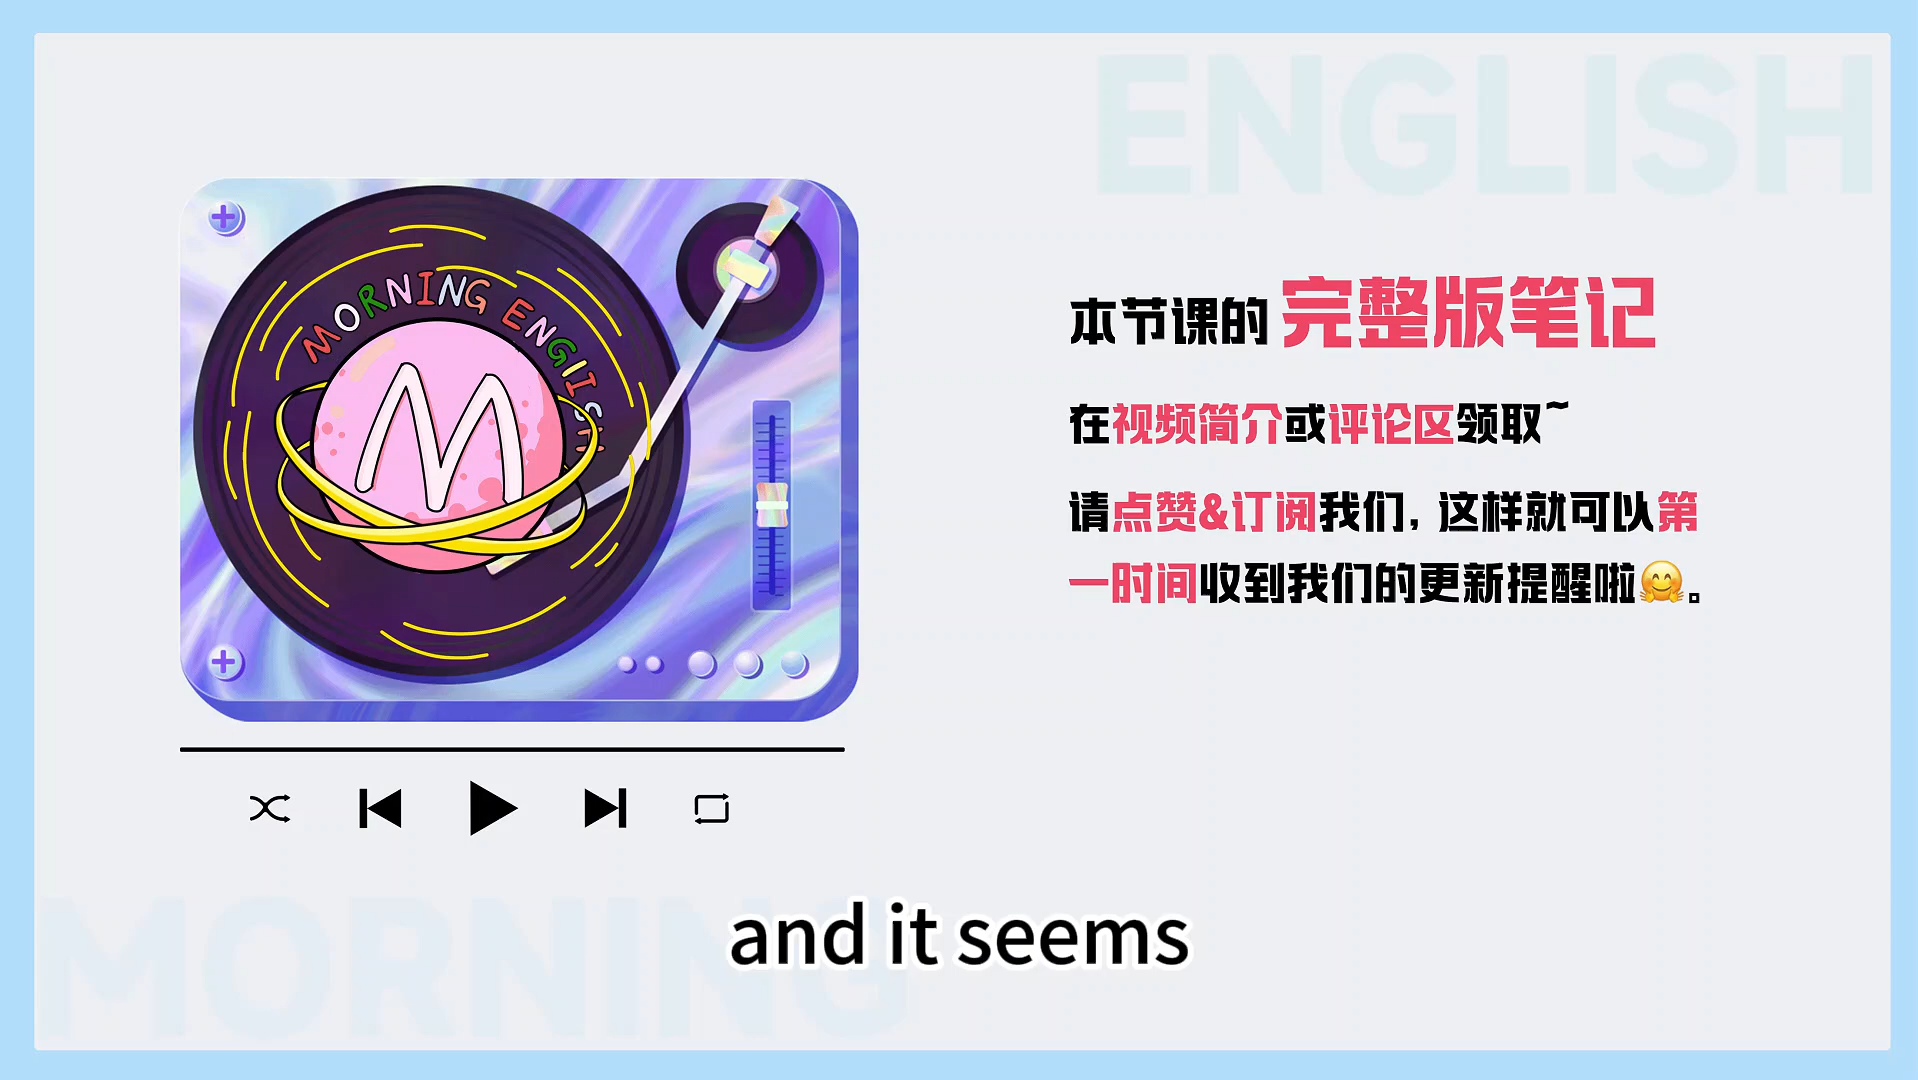 ENGLISH
MORNING ENGLISH
M
本节课的 完整版笔记
在视频简介或评论区领取~
请点赞&订阅我们，这样就可以第
一时间收到我们的更新提醒啦🤗。
MORNING
and it seems